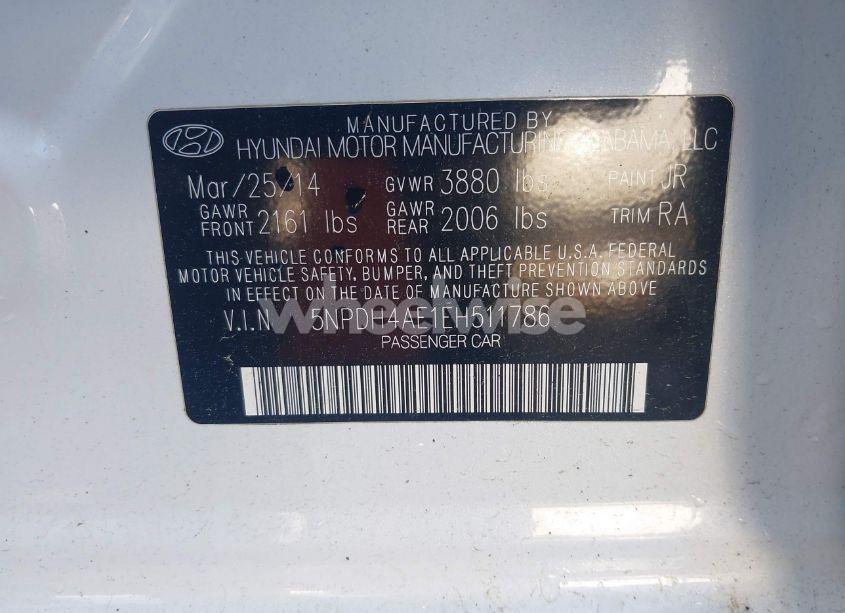 MANUFACTURED BY
HYUNDAI MOTOR MANUFACTURING ALABAMA, LLC
Mar/25/14 GVWR 3880 lbs PAINT JR
GAWR FRONT 2161 lbs GAWR REAR 2006 lbs TRIM RA
THIS VEHICLE CONFORMS TO ALL APPLICABLE U.S.A. FEDERAL
MOTOR VEHICLE SAFETY, BUMPER, AND THEFT PREVENTION STANDARDS
IN EFFECT ON THE DATE OF MANUFACTURE SHOWN ABOVE
V.I.N 5NPDH4AE1EH511786
wheelwise
PASSENGER CAR